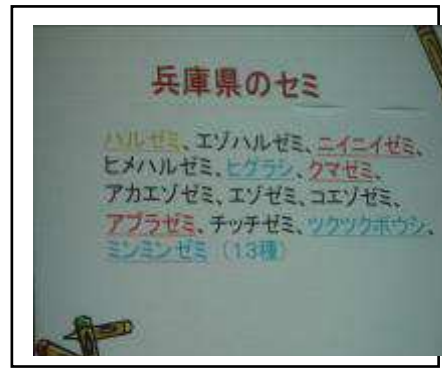 兵庫県のセミ
ハルゼミ、エゾハルゼミ、ニイニイゼミ、
ヒメハルゼミ、ヒグラシ、クマゼミ、
アカエゾゼミ、エゾゼミ、コエゾゼミ、
アブラゼミ、チッチゼミ、ツクツクボウシ、
ミンミンゼミ（13種）